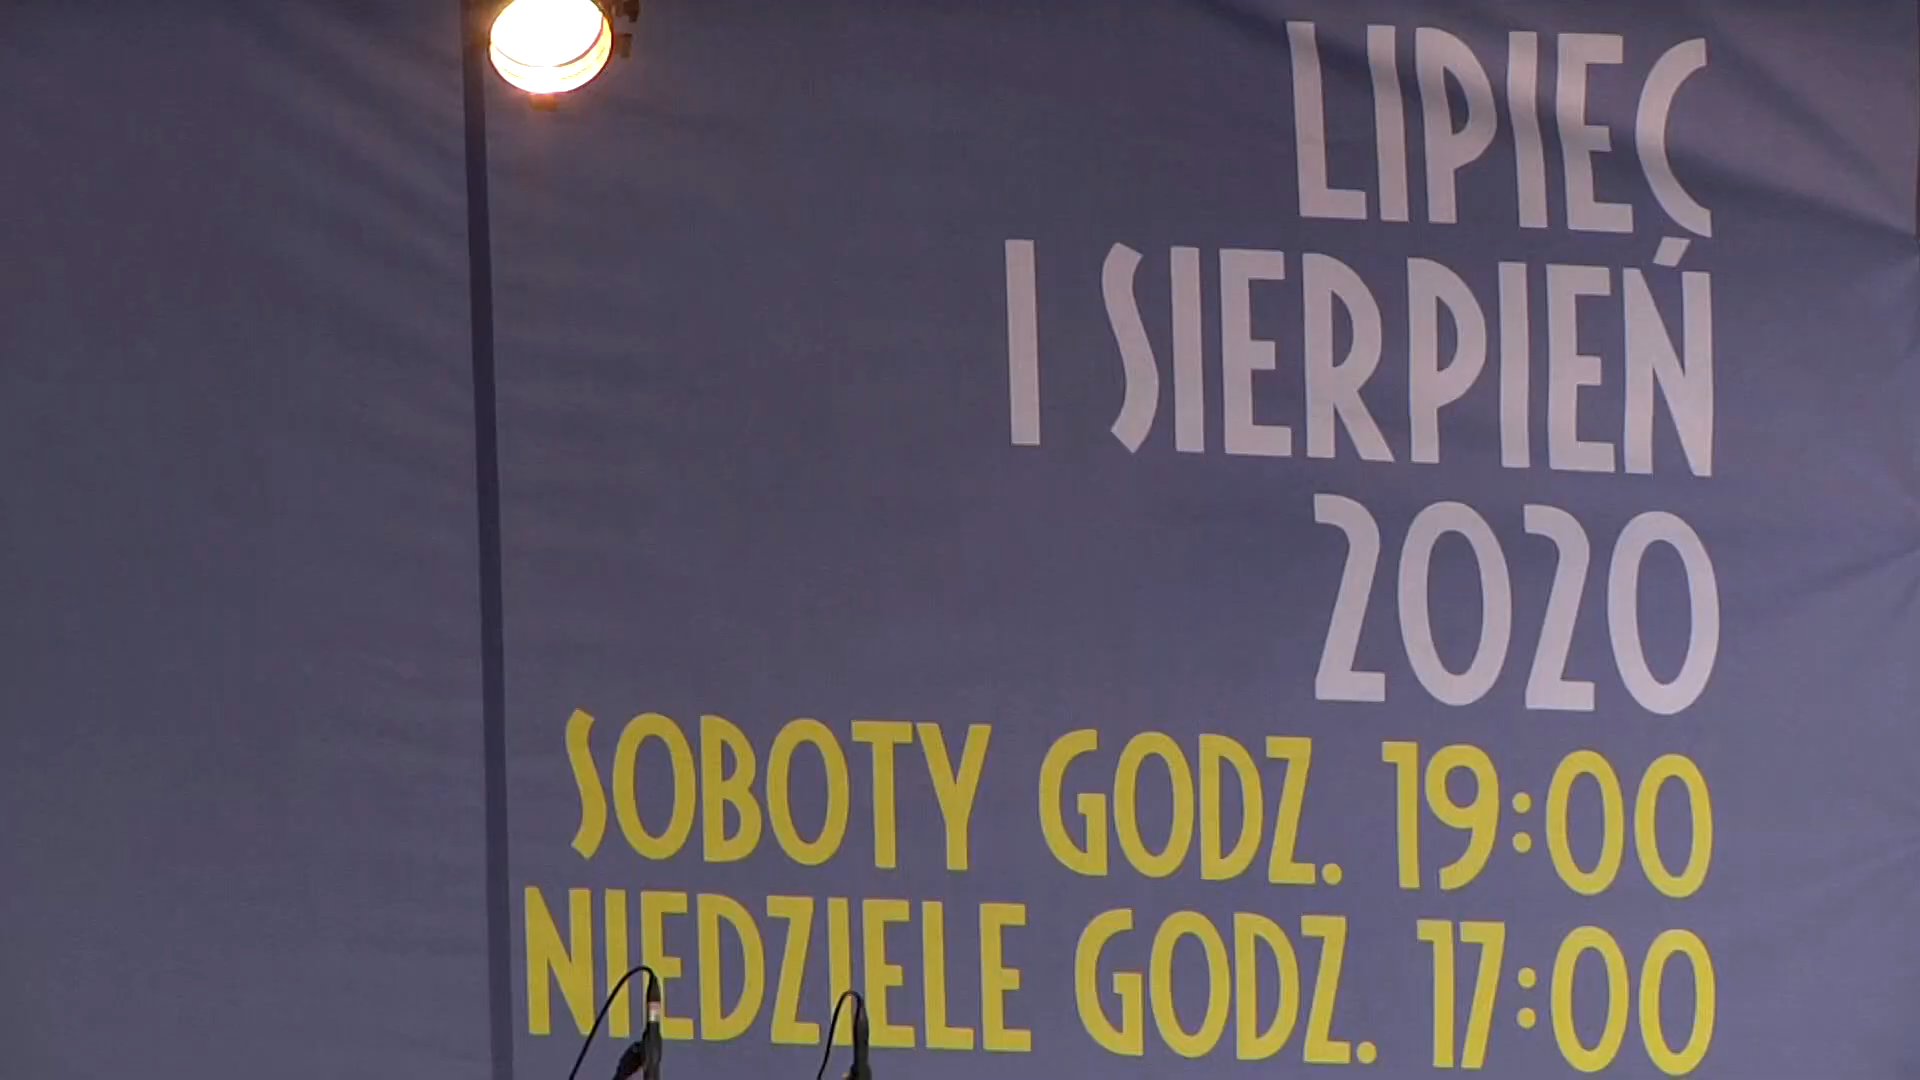 LIPIEC
I SIERPIEŃ
2020
SOBOTY GODZ. 19:00
NIEDZIELE GODZ. 17:00